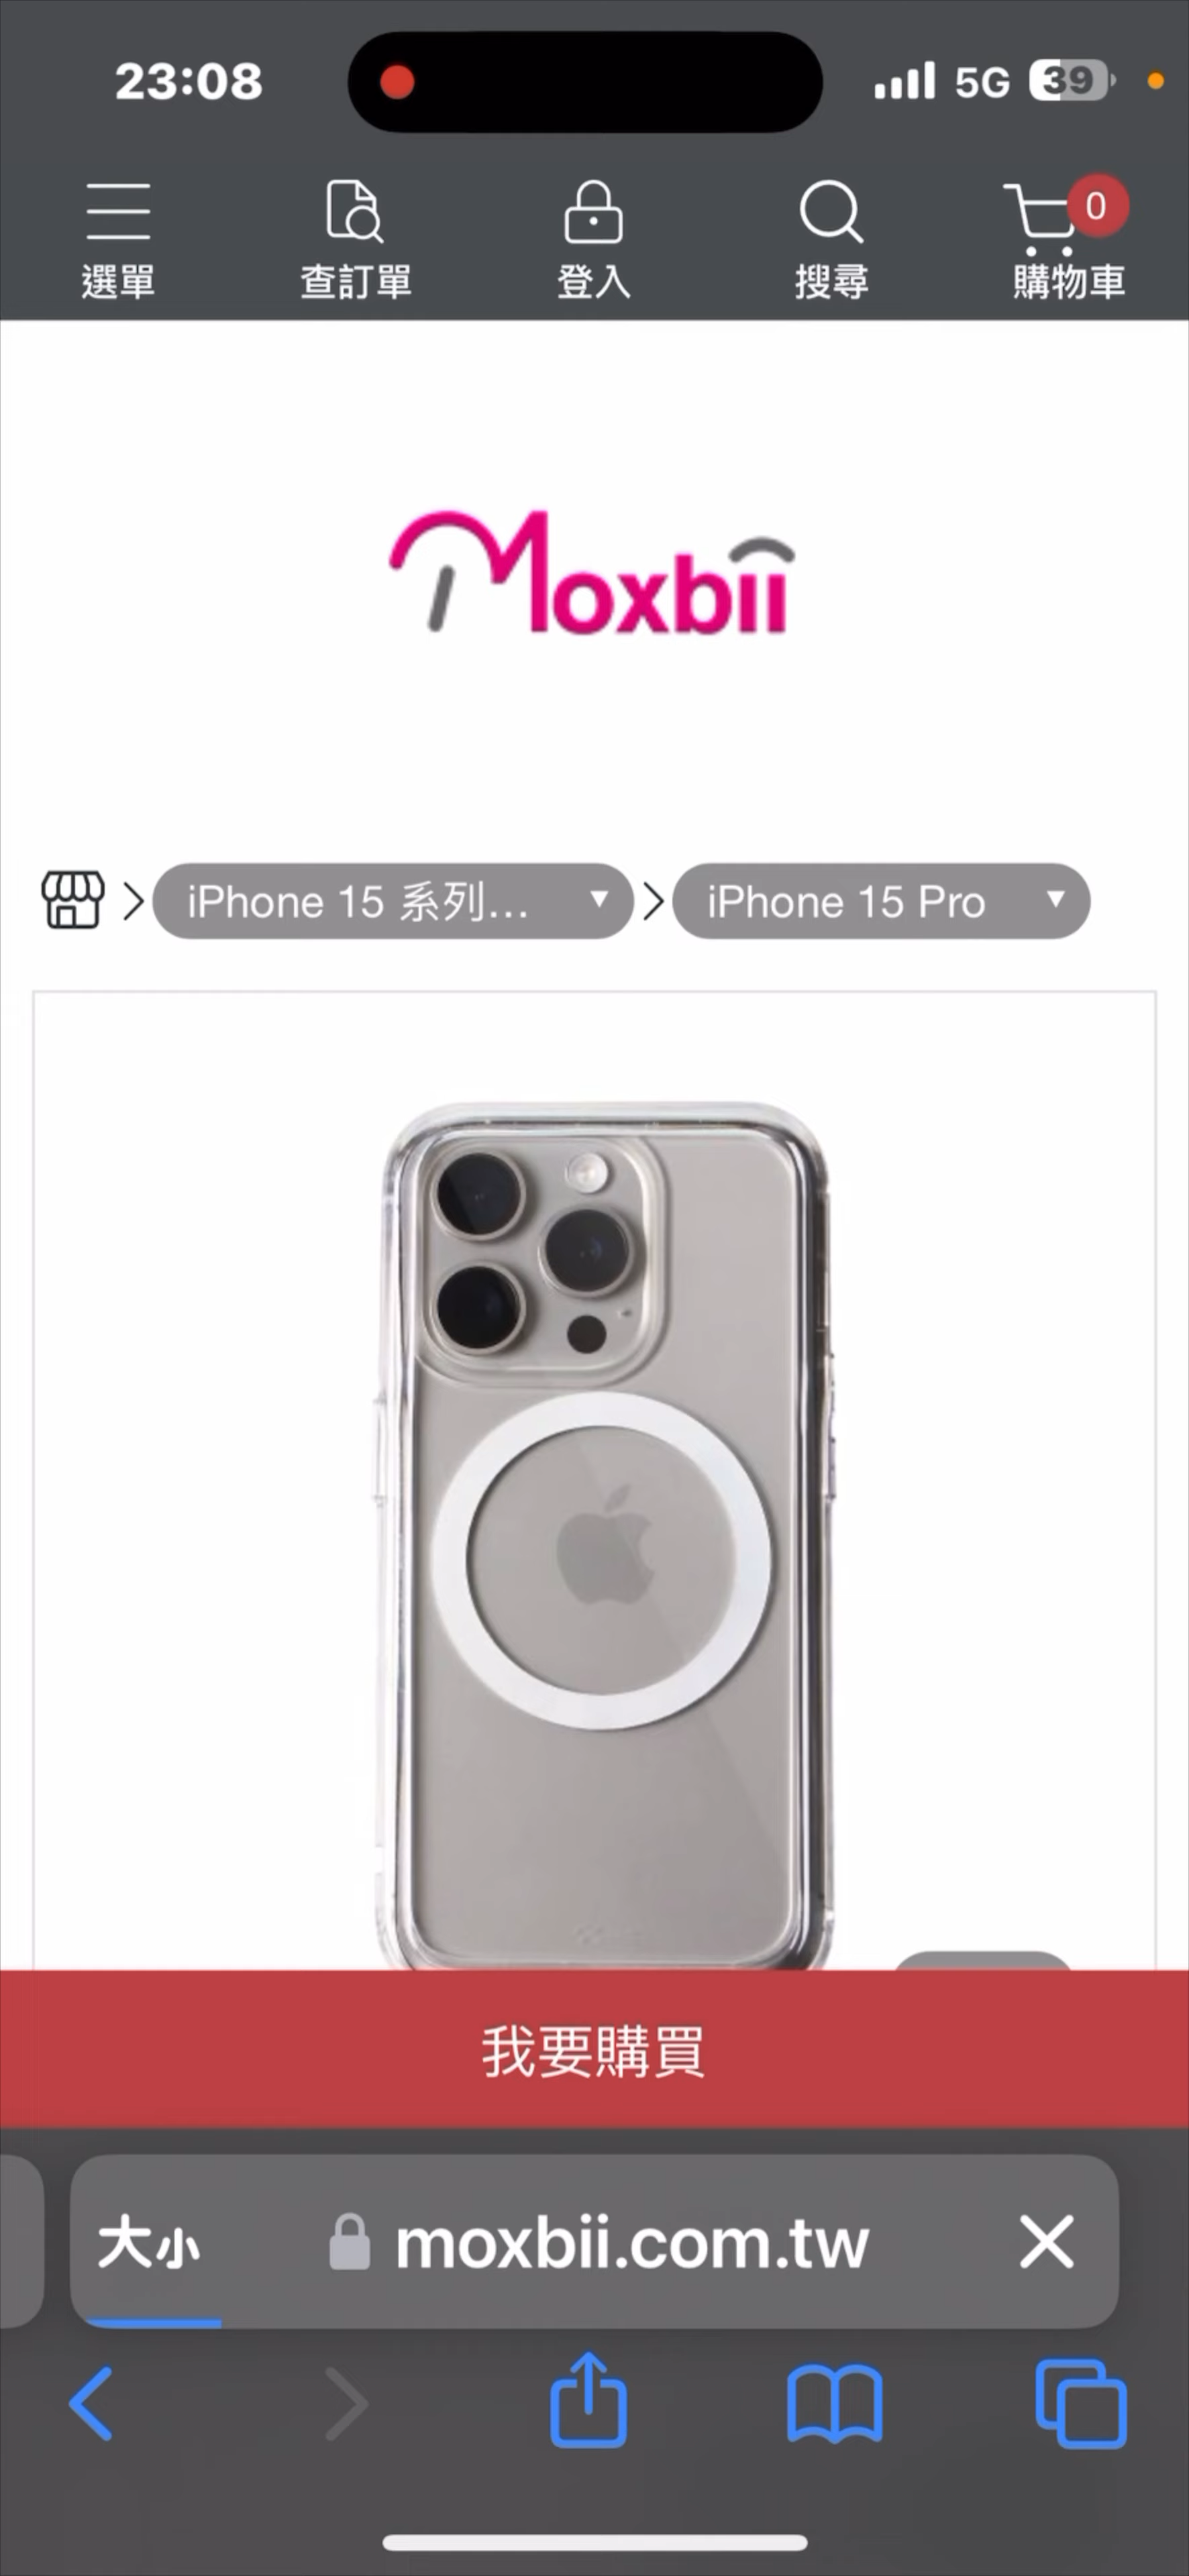 23:08 5G 39
0
選單 查訂單 登入 搜尋 購物車
Moxbii
iPhone 15 系列... iPhone 15 Pro
我要購買
大小 moxbii.com.tw